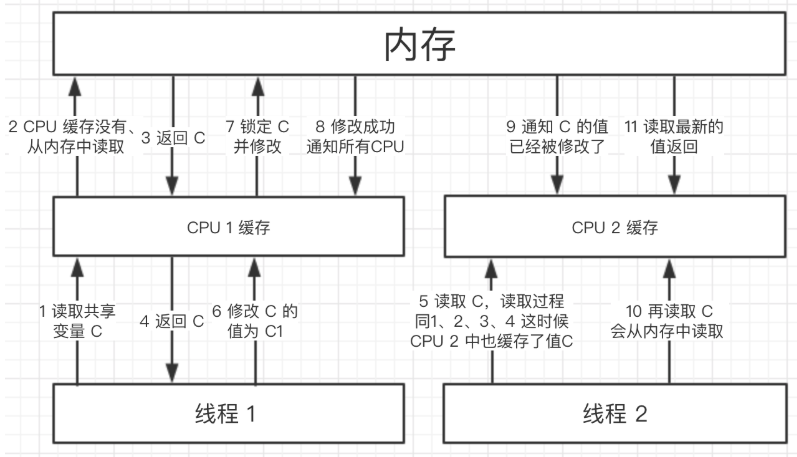 内存
2 CPU 缓存没有、
从内存中读取
3 返回 C
7 锁定 C
并修改
8 修改成功
通知所有CPU
9 通知 C 的值
已经被修改了
11 读取最新的
值返回
CPU 1 缓存
CPU 2 缓存
1 读取共享
变量 C
4 返回 C
6 修改 C 的
值为 C1
5 读取 C，读取过程
同1、2、3、4 这时候
CPU 2 中也缓存了值C
10 再读取 C
会从内存中读取
线程 1
线程 2